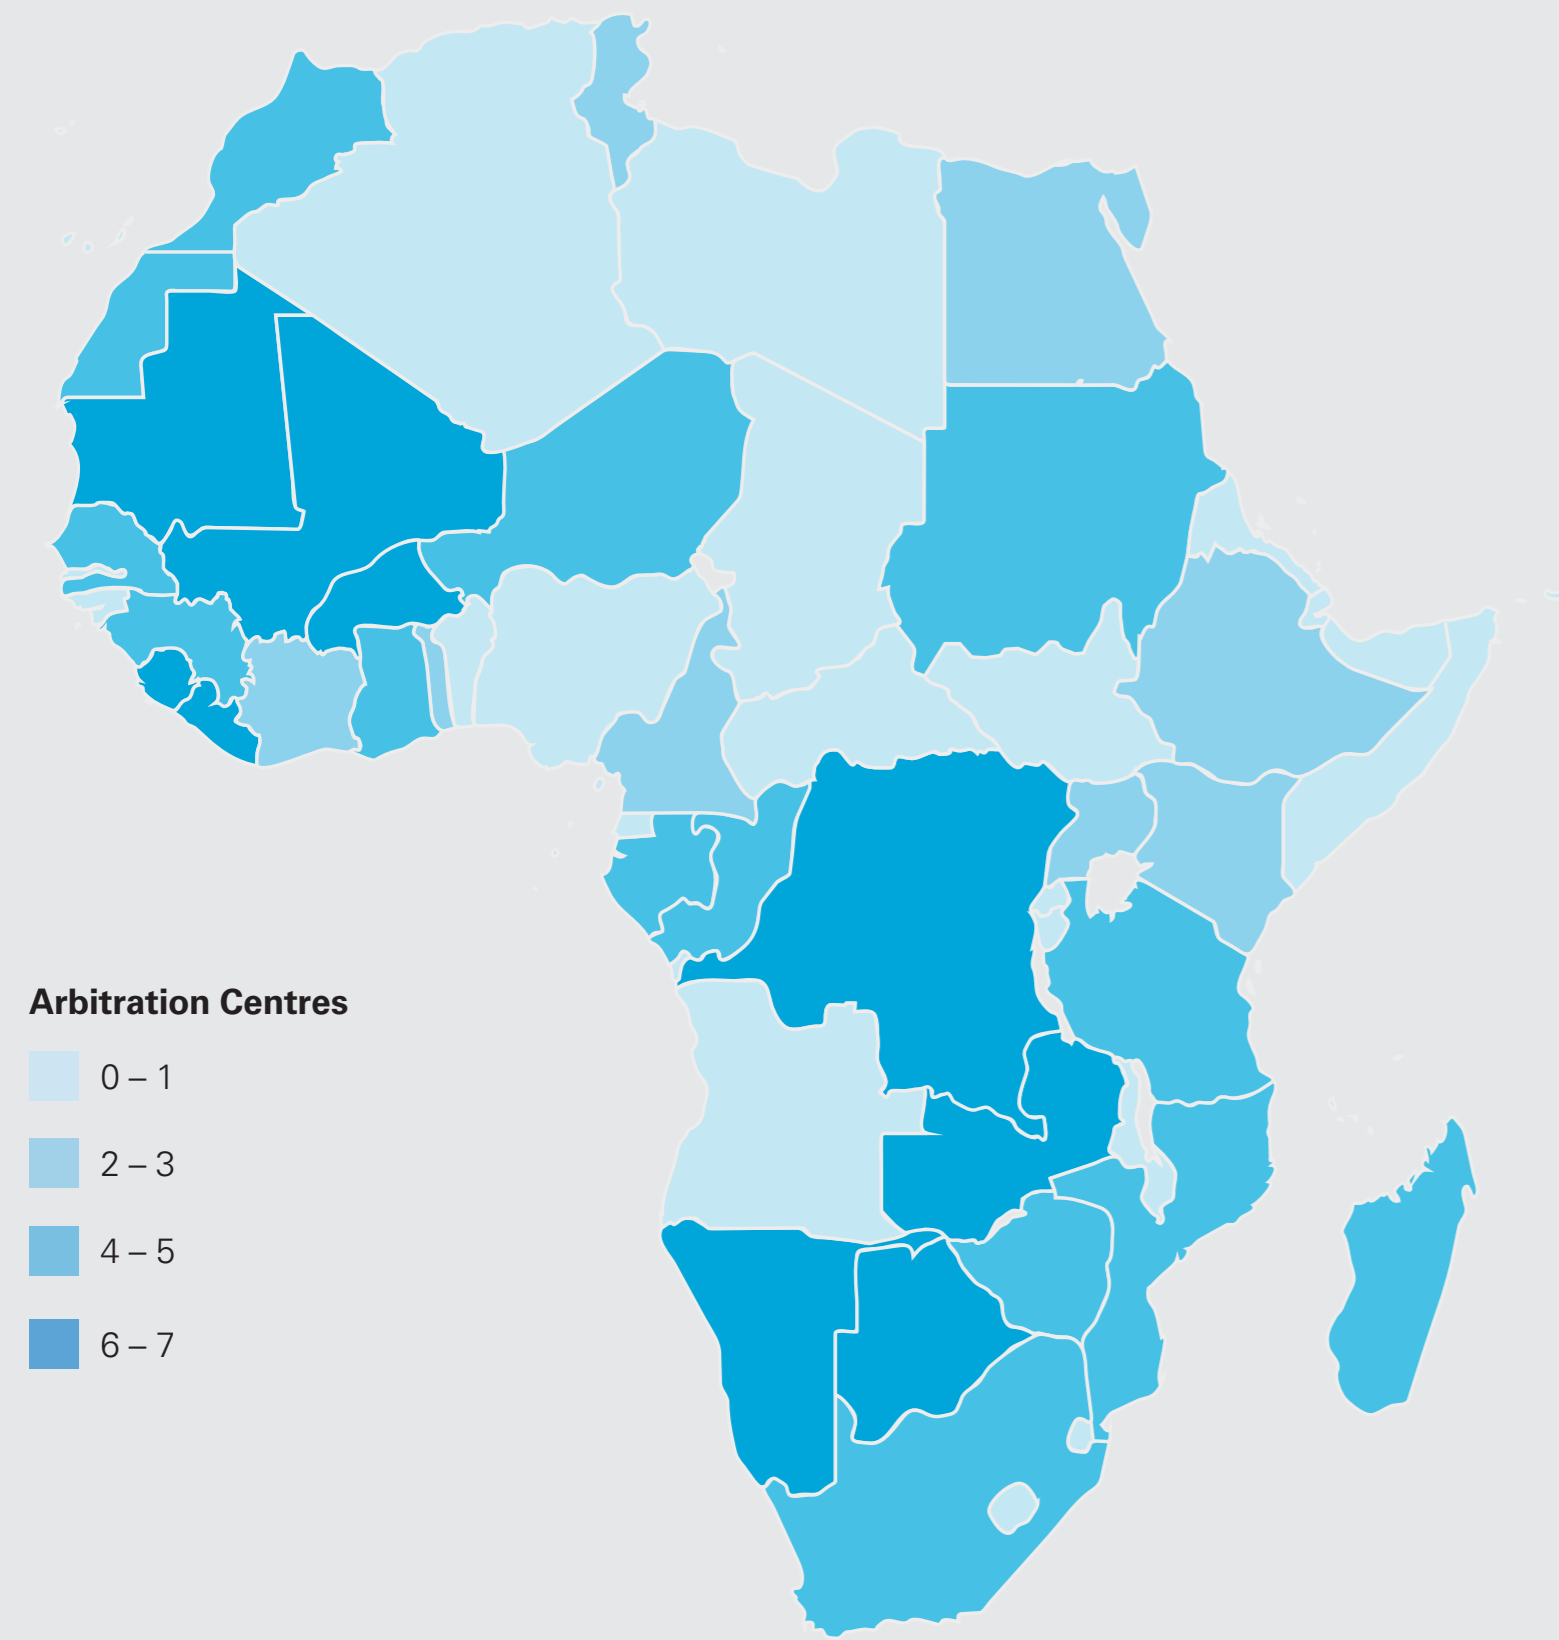 Arbitration Centres
0 – 1
2 – 3
4 – 5
6 – 7